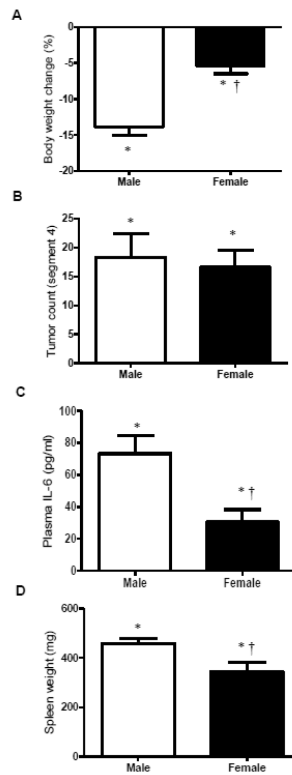 A
Body weight change (%)
0
-5
-10
-15
-20
*
* †
Male
Female
B
Tumor count (segment 4)
25
20
15
10
5
0
*
*
Male
Female
C
Plasma IL-6 (pg/ml)
100
80
60
40
20
0
*
* †
Male
Female
D
Spleen weight (mg)
600
400
200
0
*
* †
Male
Female